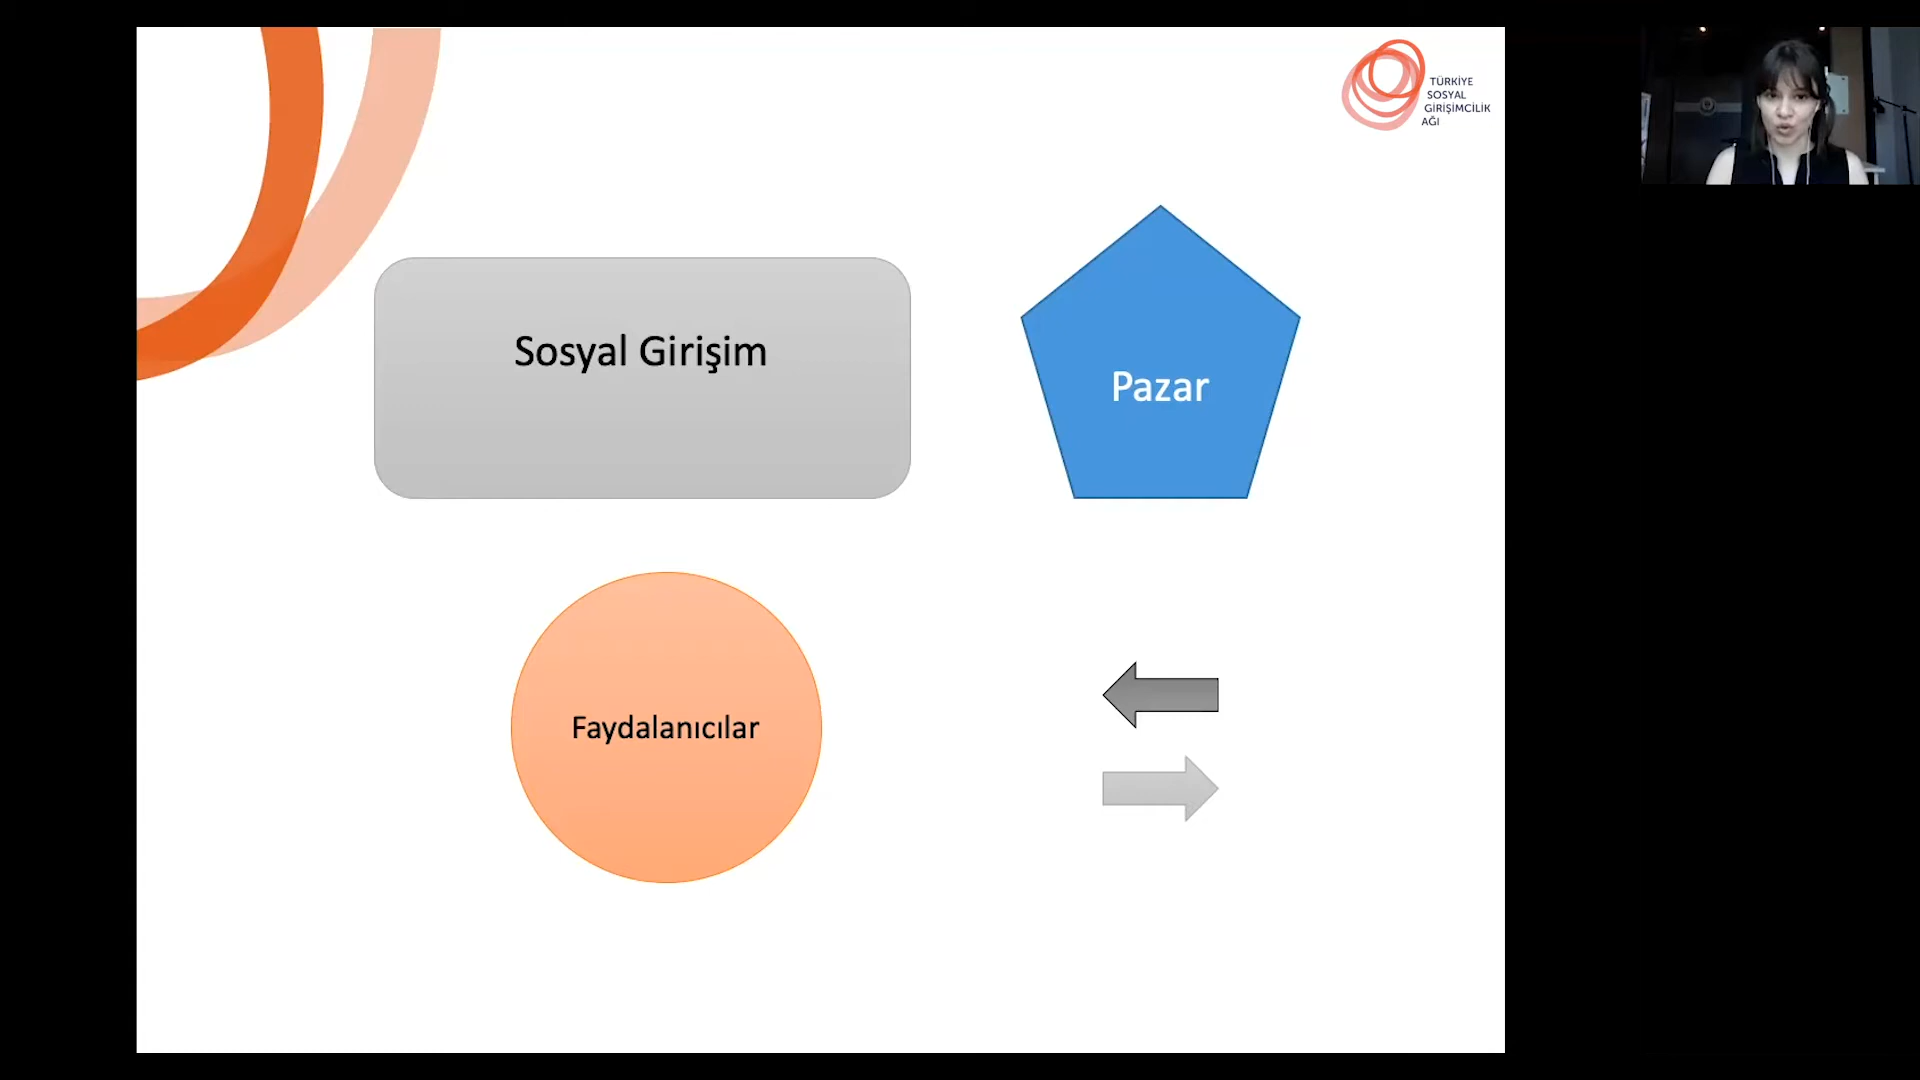 TÜRKİYE
SOSYAL
GİRİŞİMCİLİK
AĞI
Sosyal Girişim
Pazar
Faydalanıcılar